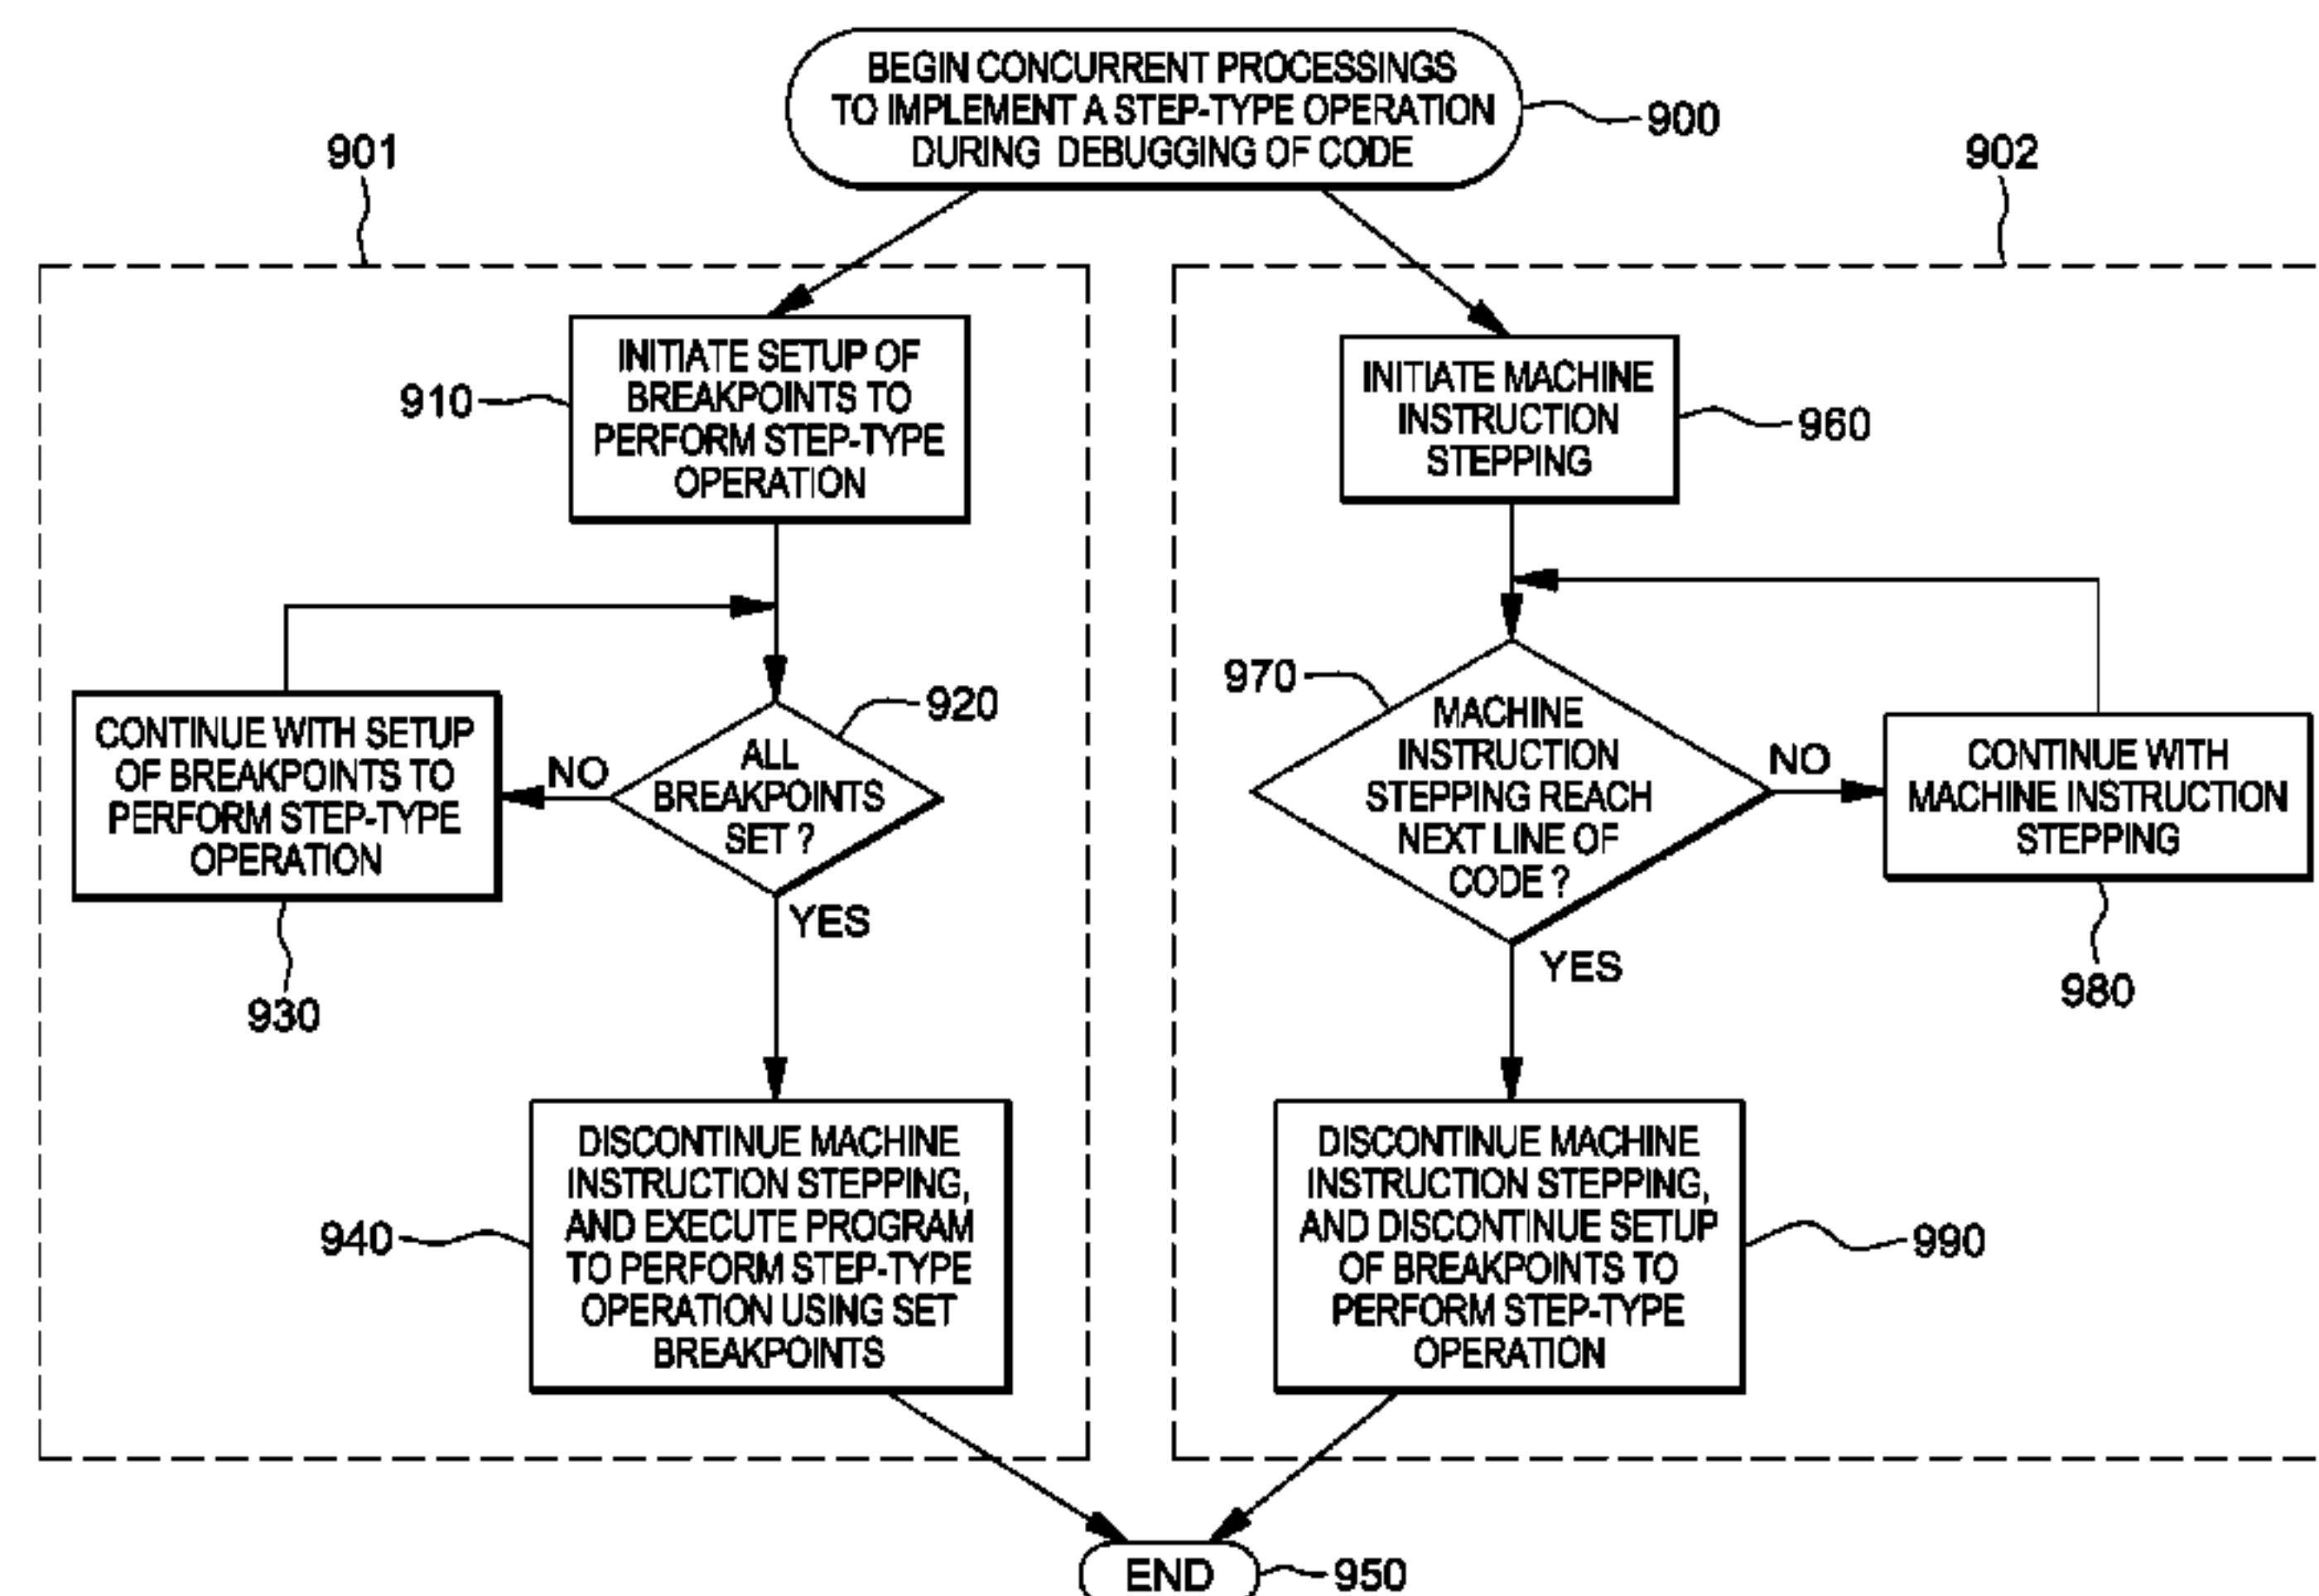 BEGIN CONCURRENT PROCESSINGS
TO IMPLEMENT A STEP-TYPE OPERATION
DURING DEBUGGING OF CODE
900
901
902
INITIATE SETUP OF
BREAKPOINTS TO
PERFORM STEP-TYPE
OPERATION
910
INITIATE MACHINE
INSTRUCTION
STEPPING
960
920
ALL
BREAKPOINTS
SET ?
NO
YES
CONTINUE WITH SETUP
OF BREAKPOINTS TO
PERFORM STEP-TYPE
OPERATION
930
970
MACHINE
INSTRUCTION
STEPPING REACH
NEXT LINE OF
CODE ?
NO
YES
CONTINUE WITH
MACHINE INSTRUCTION
STEPPING
980
DISCONTINUE MACHINE
INSTRUCTION STEPPING,
AND EXECUTE PROGRAM
TO PERFORM STEP-TYPE
OPERATION USING SET
BREAKPOINTS
940
DISCONTINUE MACHINE
INSTRUCTION STEPPING,
AND DISCONTINUE SETUP
OF BREAKPOINTS TO
PERFORM STEP-TYPE
OPERATION
990
END
950